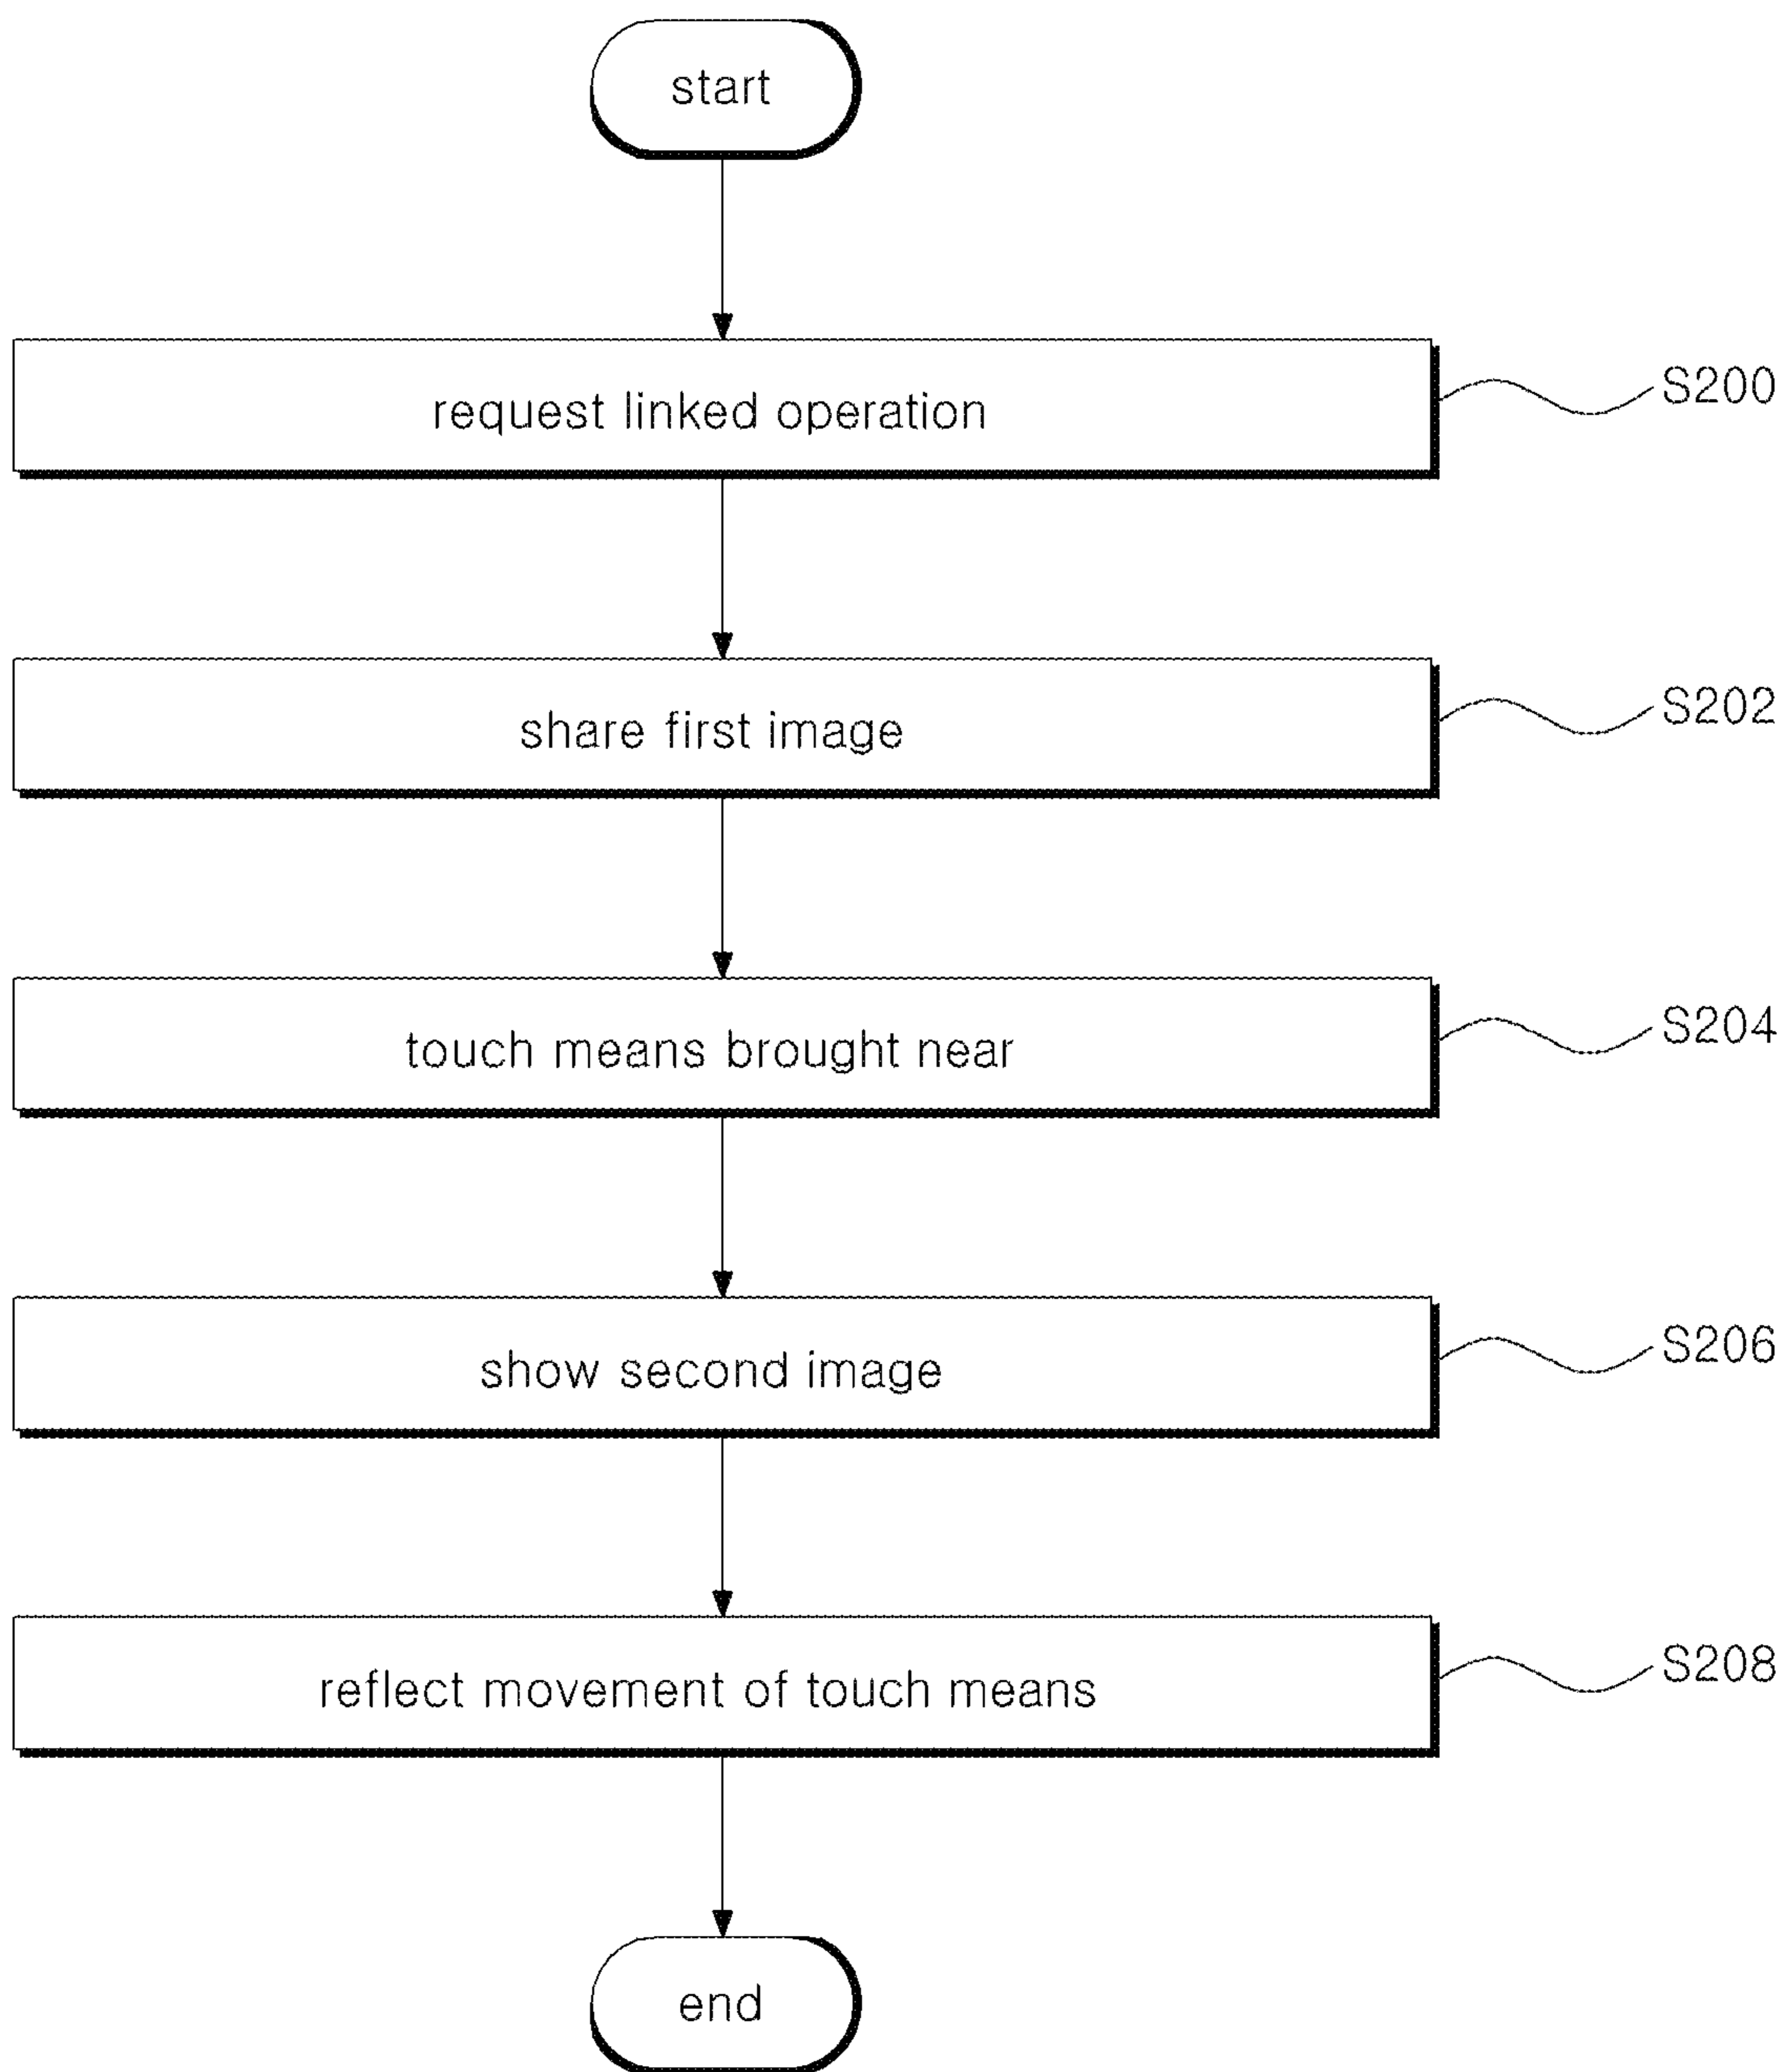 start
request linked operation
S200
share first image
S202
touch means brought near
S204
show second image
S206
reflect movement of touch means
S208
end